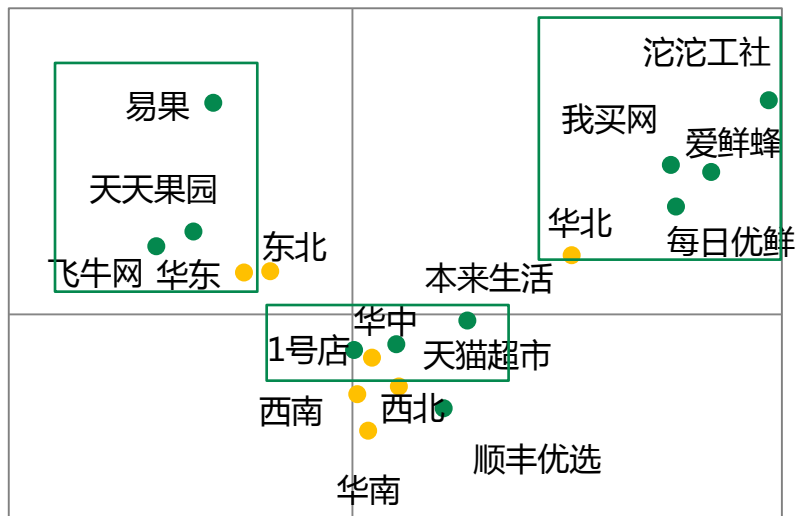 沱沱工社
易果
我买网
爱鲜蜂
天天果园
华北
每日优鲜
东北
飞牛网
华东
本来生活
华中
1号店
天猫超市
西南
西北
顺丰优选
华南